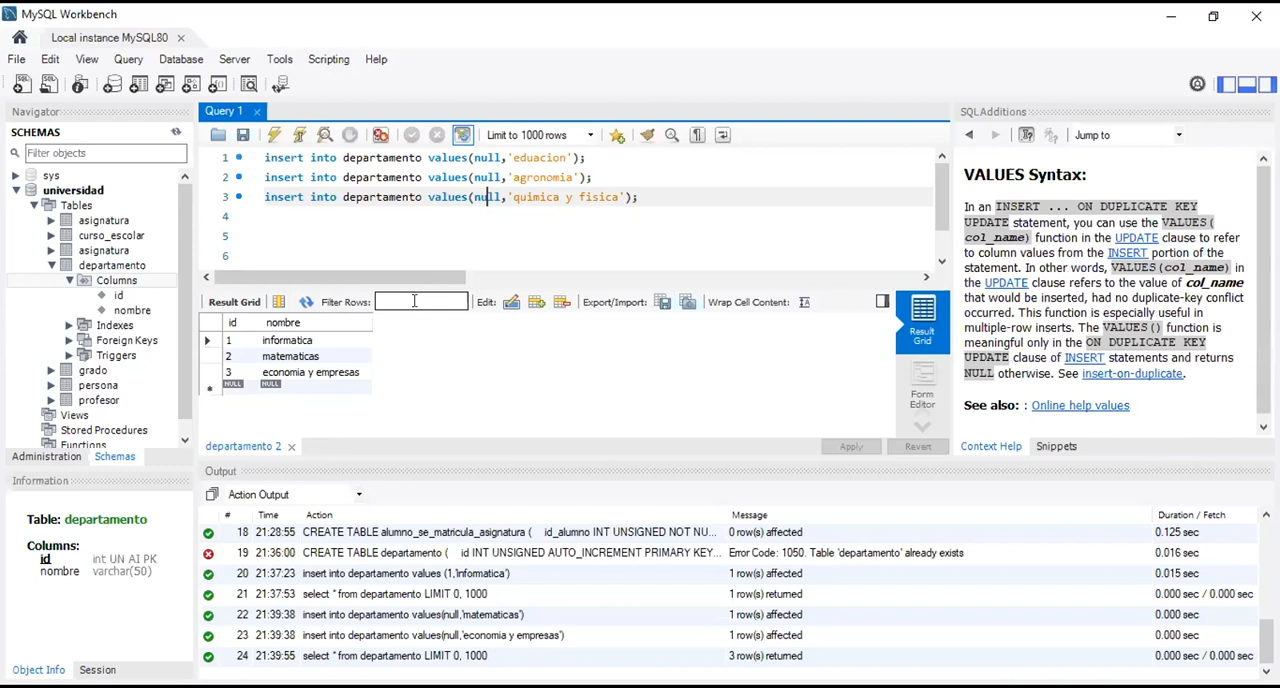 MySQL Workbench
Local instance MySQL80
File Edit View Query Database Server Tools Scripting Help
Navigator
SCHEMAS
Filter objects
sys
universidad
Tables
asignatura
curso_escolar
asignatura
departamento
Columns
id
nombre
Indexes
Foreign Keys
Triggers
grado
persona
profesor
Views
Stored Procedures
Functions
Administration Schemas
Information
Table: departamento
Columns:
id int UN AI PK
nombre varchar(50)
Object Info Session
Query 1
Limit to 1000 rows
1 insert into departamento values(null,'eduacion');
2 insert into departamento values(null,'agronomia');
3 insert into departamento values(null,'quimica y fisica');
4
5
6
Result Grid Filter Rows: Edit: Export/Import: Wrap Cell Content:
id nombre
1 informatica
2 matematicas
3 economia y empresas
NULL NULL
Result Grid
Form Editor
departamento 2 Apply Revert
SQLAdditions
Jump to
VALUES Syntax:
In an INSERT ... ON DUPLICATE KEY
UPDATE statement, you can use the VALUES(
col_name) function in the UPDATE clause to refer
to column values from the INSERT portion of the
statement. In other words, VALUES(col_name) in
the UPDATE clause refers to the value of col_name
that would be inserted, had no duplicate-key conflict
occurred. This function is especially useful in
multiple-row inserts. The VALUES() function is
meaningful only in the ON DUPLICATE KEY
UPDATE clause of INSERT statements and returns
NULL otherwise. See insert-on-duplicate.
See also: : Online help values
Context Help Snippets
Output
Action Output
# Time Action Message Duration / Fetch
18 21:28:55 CREATE TABLE alumno_se_matricula_asignatura ( id_alumno INT UNSIGNED NOT NU... 0 row(s) affected 0.125 sec
19 21:36:00 CREATE TABLE departamento ( id INT UNSIGNED AUTO_INCREMENT PRIMARY KEY... Error Code: 1050. Table 'departamento' already exists 0.016 sec
20 21:37:23 insert into departamento values (1,'informatica') 1 row(s) affected 0.015 sec
21 21:37:53 select * from departamento LIMIT 0, 1000 1 row(s) returned 0.000 sec / 0.000 sec
22 21:39:38 insert into departamento values(null,'matematicas') 1 row(s) affected 0.000 sec
23 21:39:38 insert into departamento values(null,'economia y empresas') 1 row(s) affected 0.000 sec
24 21:39:55 select * from departamento LIMIT 0, 1000 3 row(s) returned 0.000 sec / 0.000 sec